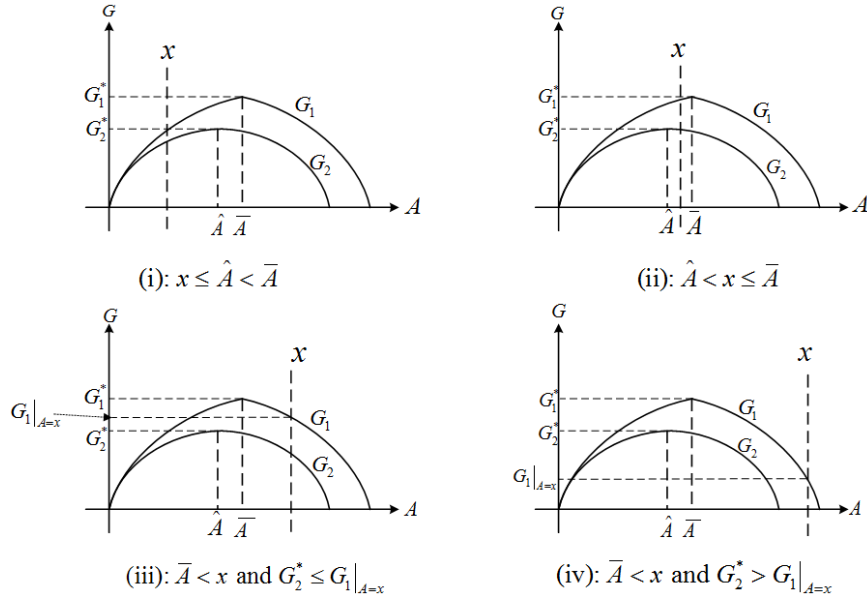 G
x
G₁*
G₁
G₂*
G₂
Â
A̅
A
(i): x ≤ Â < A̅
G
x
G₁*
G₁
G₂*
G₂
Â
A̅
A
(ii): Â < x ≤ A̅
G
x
G₁*
G₁|A=x
G₁
G₂*
G₂
Â
A̅
A
(iii): A̅ < x and G₂* ≤ G₁|A=x
G
x
G₁*
G₁
G₂*
G₂
G₁|A=x
Â
A̅
A
(iv): A̅ < x and G₂* > G₁|A=x